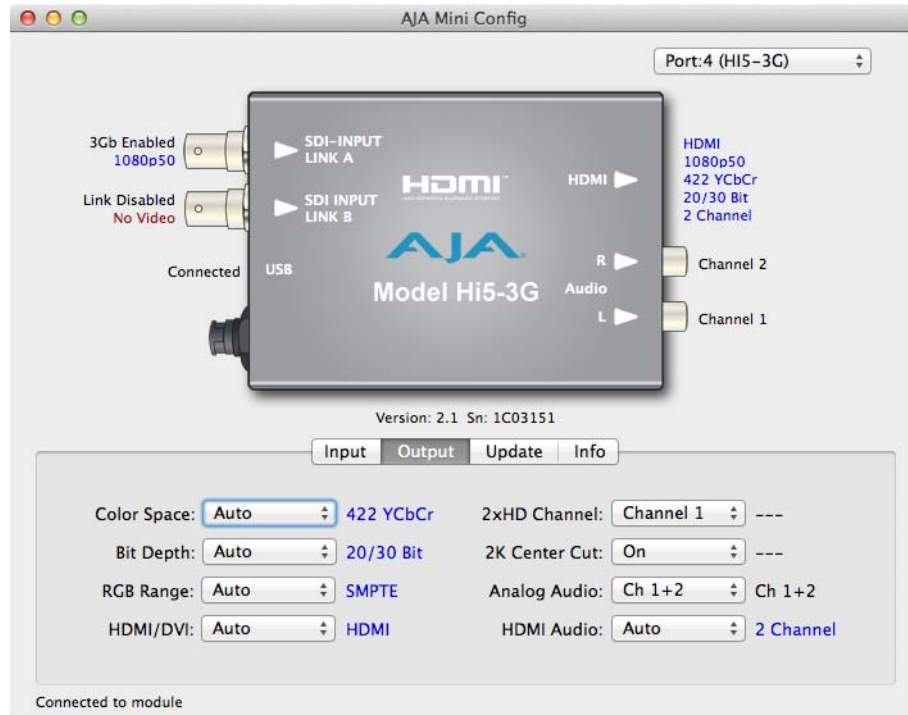 AJA Mini Config
Port:4 (HI5-3G)
3Gb Enabled
1080p50
Link Disabled
No Video
Connected
SDI-INPUT
LINK A
SDI INPUT
LINK B
USB
HDMI
AJA
Model Hi5-3G
HDMI
R
Audio
L
HDMI
1080p50
422 YCbCr
20/30 Bit
2 Channel
Channel 2
Channel 1
Version: 2.1 Sn: 1C03151
Input Output Update Info
Color Space: Auto 422 YCbCr 2xHD Channel: Channel 1 ---
Bit Depth: Auto 20/30 Bit 2K Center Cut: On ---
RGB Range: Auto SMPTE Analog Audio: Ch 1+2 Ch 1+2
HDMI/DVI: Auto HDMI HDMI Audio: Auto 2 Channel
Connected to module